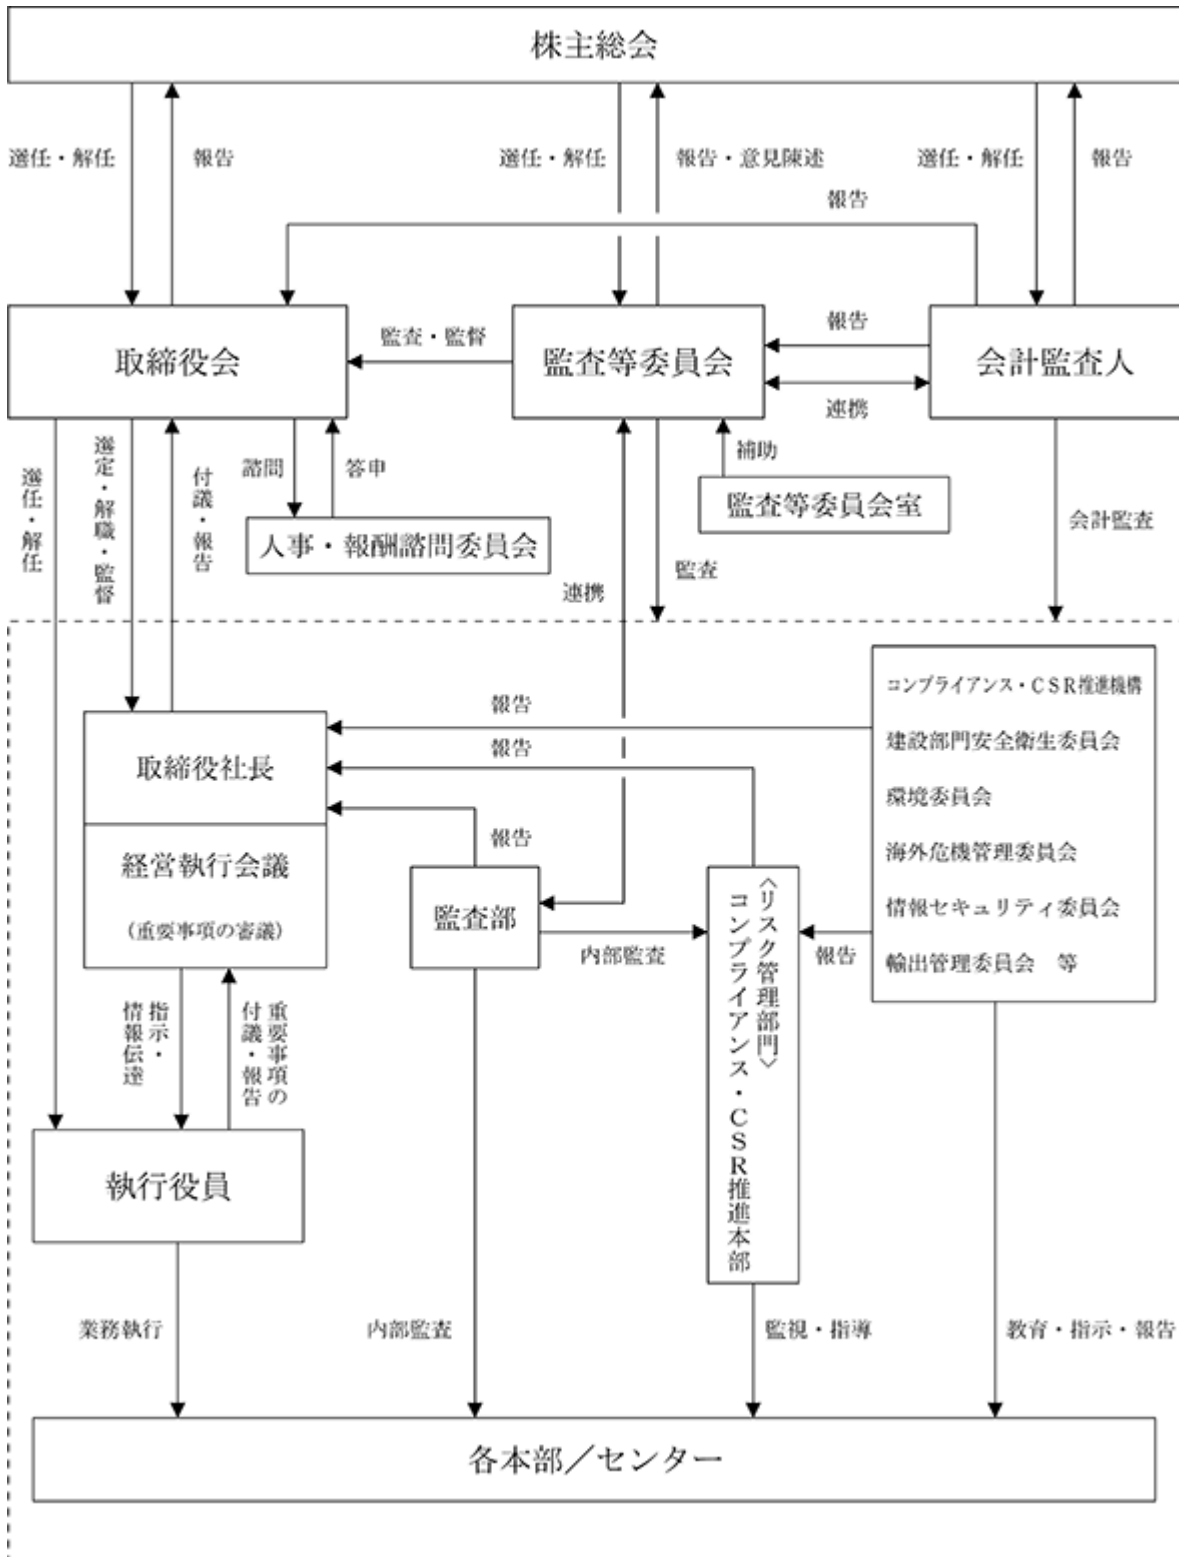 株主総会
選任・解任
報告
選任・解任
報告・意見陳述
選任・解任
報告
報告
取締役会
監査・監督
監査等委員会
報告
連携
会計監査人
選任・解任
選定・解職・監督
付議・報告
諮問
答申
人事・報酬諮問委員会
連携
監査
補助
監査等委員会室
会計監査
取締役社長
経営執行会議
(重要事項の審議)
報告
報告
報告
監査部
内部監査
〈リスク管理部門〉
コンプライアンス・CSR推進本部
報告
コンプライアンス・CSR推進機構
建設部門安全衛生委員会
環境委員会
海外危機管理委員会
情報セキュリティ委員会
輸出管理委員会　等
指示・
情報伝達
重要事項の
付議・報告
執行役員
業務執行
内部監査
監視・指導
教育・指示・報告
各本部／センター